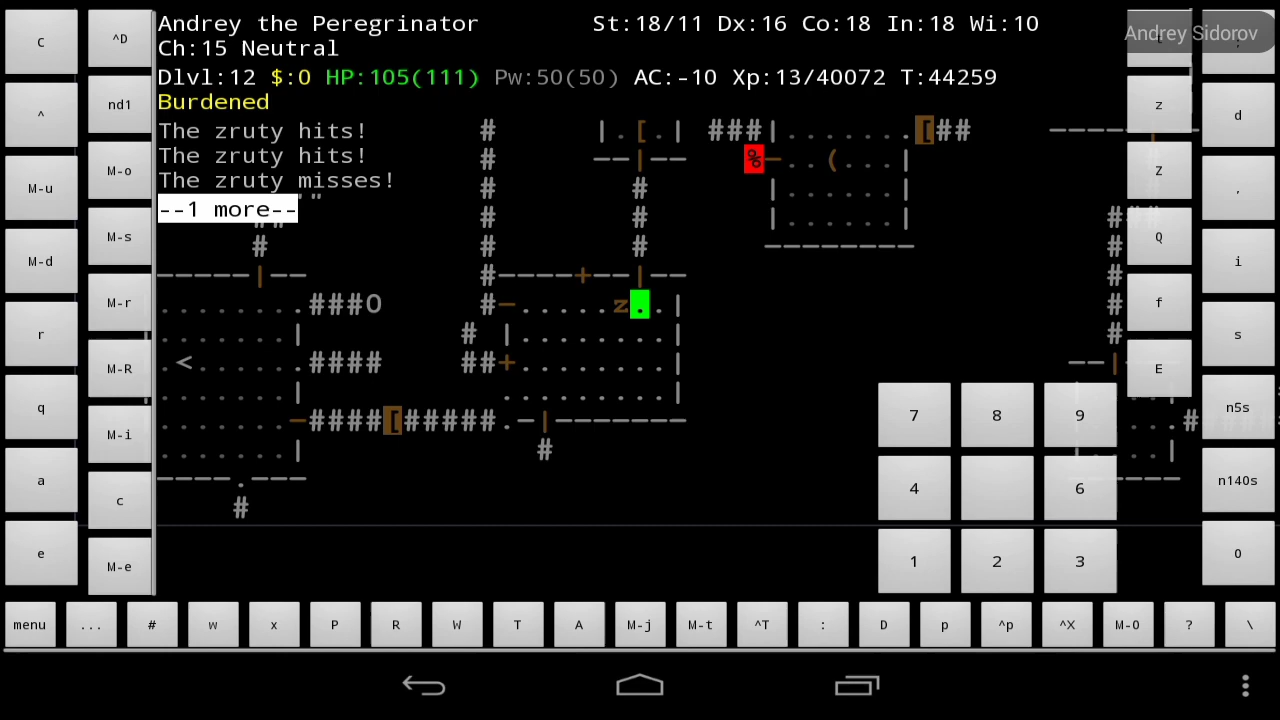 Andrey the Peregrinator St:18/11 Dx:16 Co:18 In:18 Wi:10
Ch:15 Neutral
Dlvl:12 $:0 HP:105(111) Pw:50(50) AC:-10 Xp:13/40072 T:44259
Burdened
The zruty hits!
The zruty hits!
The zruty misses!
--1 more--
Andrey Sidorov
c
^
M-u
M-d
r
q
a
e
^D
nd1
M-o
M-s
M-r
M-R
M-i
c
M-e
z
Z
Q
f
E
d
,
i
s
n5s
n140s
O
7 8 9
4 6
1 2 3
menu ... # w x P R W T A M-j M-t ^T : D p ^p ^X M-O ? \